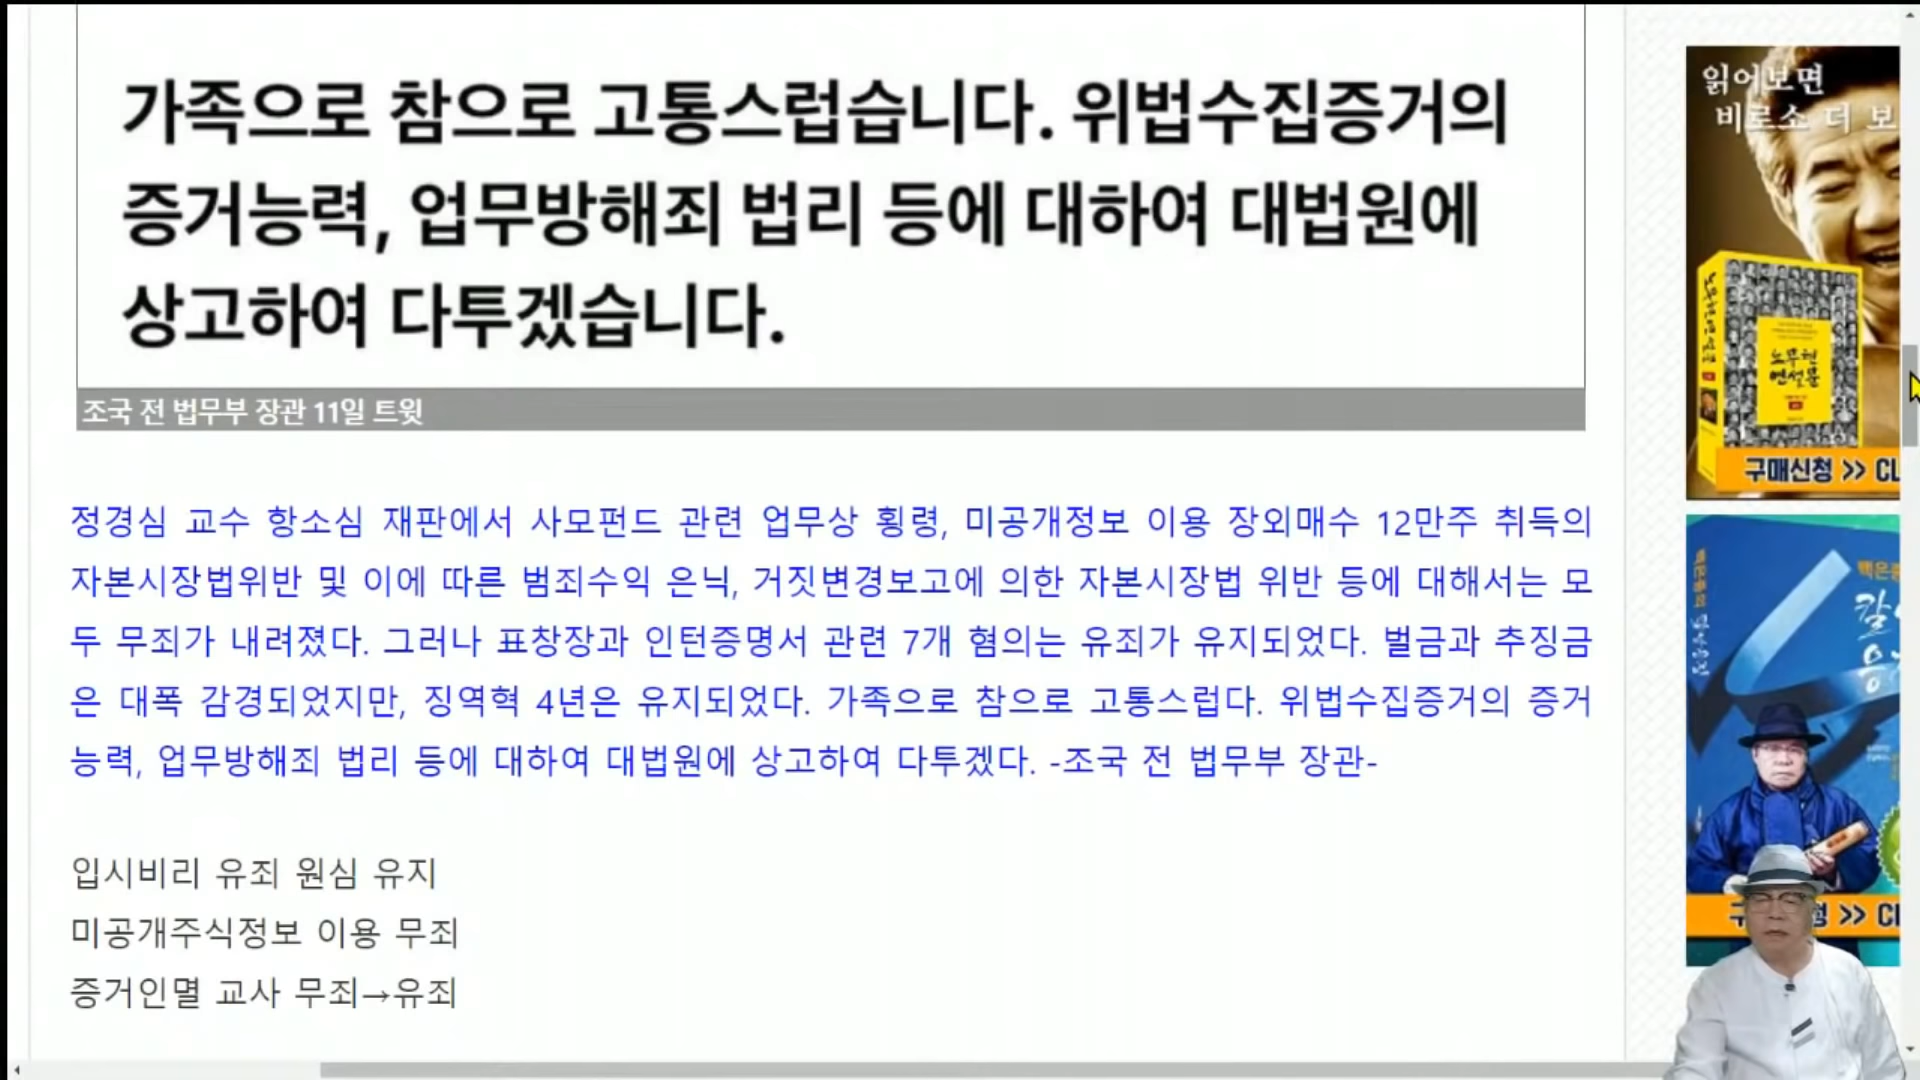 가족으로 참으로 고통스럽습니다. 위법수집증거의
증거능력, 업무방해죄 법리 등에 대하여 대법원에
상고하여 다투겠습니다.
조국 전 법무부 장관 11일 트윗
정경심 교수 항소심 재판에서 사모펀드 관련 업무상 횡령, 미공개정보 이용 장외매수 12만주 취득의
자본시장법위반 및 이에 따른 범죄수익 은닉, 거짓변경보고에 의한 자본시장법 위반 등에 대해서는 모
두 무죄가 내려졌다. 그러나 표창장과 인턴증명서 관련 7개 혐의는 유죄가 유지되었다. 벌금과 추징금
은 대폭 감경되었지만, 징역혁 4년은 유지되었다. 가족으로 참으로 고통스럽다. 위법수집증거의 증거
능력, 업무방해죄 법리 등에 대하여 대법원에 상고하여 다투겠다. -조국 전 법무부 장관-
입시비리 유죄 원심 유지
미공개주식정보 이용 무죄
증거인멸 교사 무죄→유죄
읽어보면
비로소 더 보
노무현
연설문
구매신청 >> CL